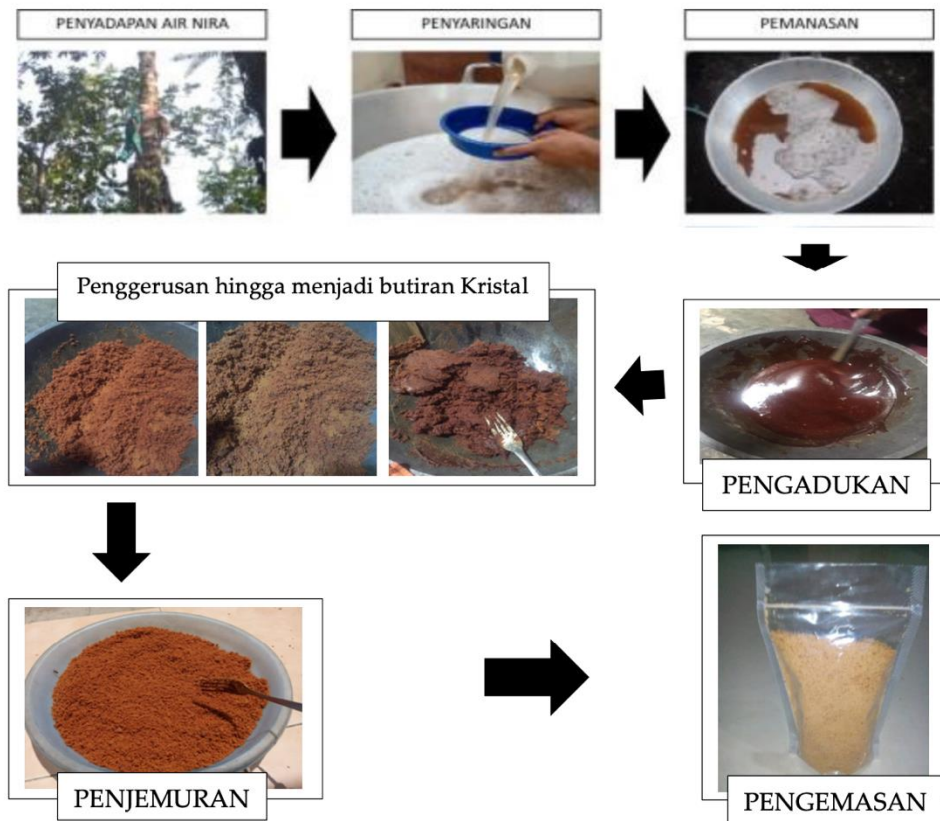 PENYADAPAN AIR NIRA
PENYARINGAN
PEMANASAN
Penggerusan hingga menjadi butiran Kristal
PENGADUKAN
PENJEMURAN
PENGEMASAN